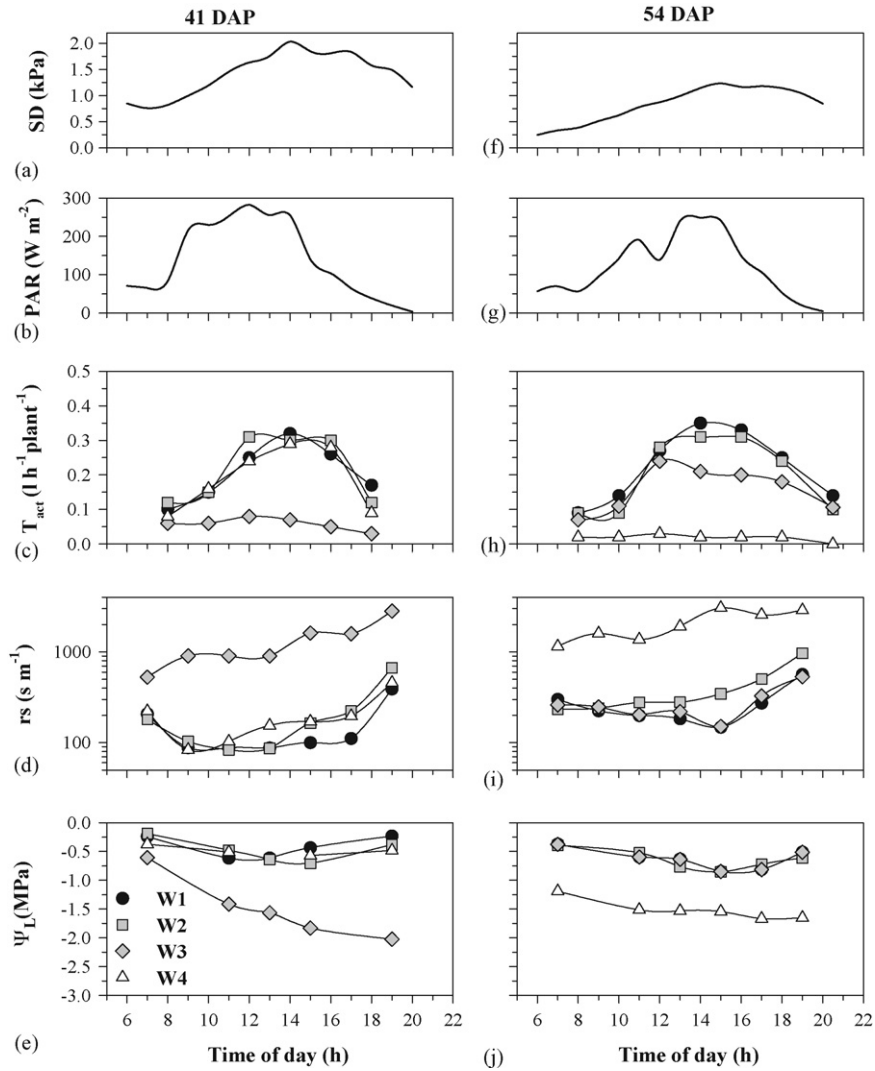 41 DAP
54 DAP
SD (kPa)
2.0
1.5
1.0
0.5
0.0
(a)
(f)
PAR (W m⁻²)
300
200
100
0
(b)
(g)
T_act (l h⁻¹plant⁻¹)
0.5
0.4
0.3
0.2
0.1
0.0
(c)
(h)
rs (s m⁻¹)
1000
100
(d)
(i)
Ψ_L(MPa)
0.0
-0.5
-1.0
-1.5
-2.0
-2.5
-3.0
W1
W2
W3
W4
6 8 10 12 14 16 18 20 22
6 8 10 12 14 16 18 20 22
(e)
Time of day (h)
(j)
Time of day (h)